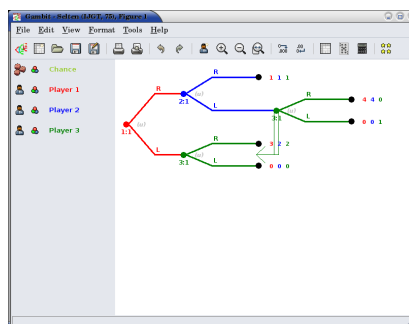 Gambit - Selten (IJGT, 75), Figure 1
File Edit View Format Tools Help
Chance
Player 1
Player 2
Player 3
R
1 1 1
R
2:1
(u)
L
R
4 4 0
3:1
(u)
L
0 0 1
1:1
(u)
R
3 2 2
L
3:1
(u)
L
0 0 0